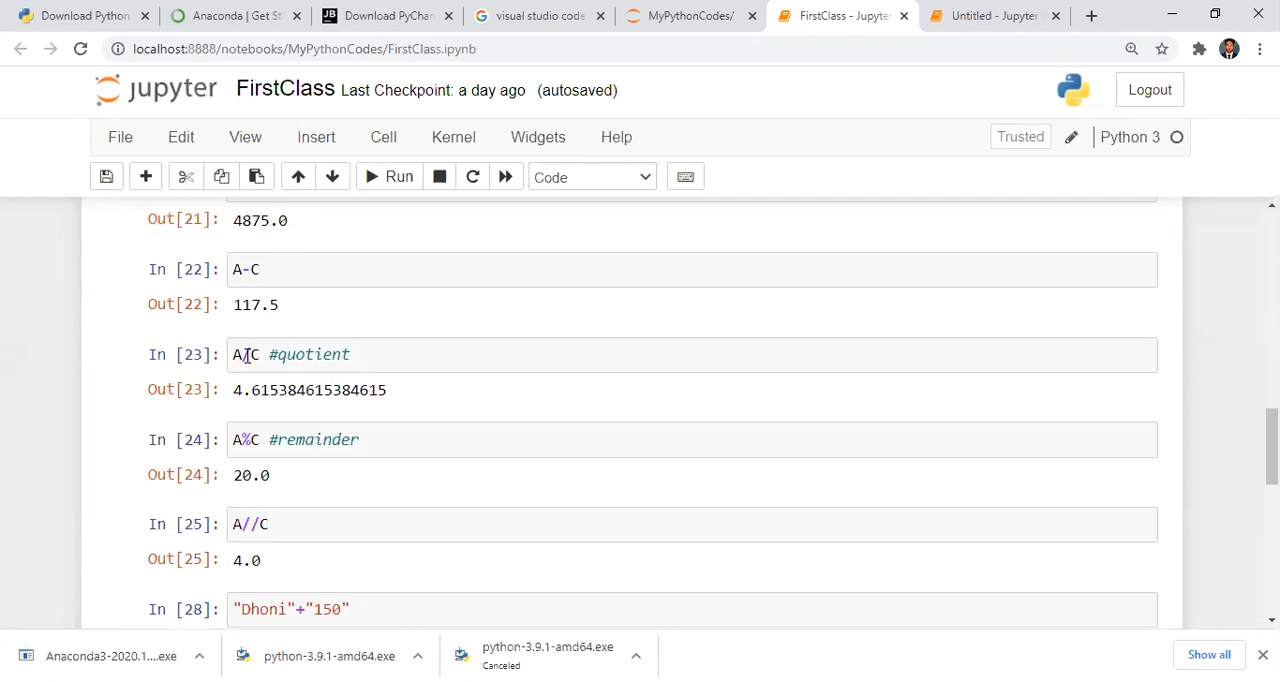 Download Python
Anaconda | Get St
Download PyChar
visual studio code
MyPythonCodes/
FirstClass - Jupyte
Untitled - Jupyter
localhost:8888/notebooks/MyPythonCodes/FirstClass.ipynb
jupyter FirstClass Last Checkpoint: a day ago (autosaved)
Logout
File Edit View Insert Cell Kernel Widgets Help
Trusted Python 3
Run Code
Out[21]: 4875.0
In [22]: A-C
Out[22]: 117.5
In [23]: A/C #quotient
Out[23]: 4.615384615384615
In [24]: A%C #remainder
Out[24]: 20.0
In [25]: A//C
Out[25]: 4.0
In [28]: "Dhoni"+"150"
Anaconda3-2020.1....exe
python-3.9.1-amd64.exe
python-3.9.1-amd64.exe
Canceled
Show all